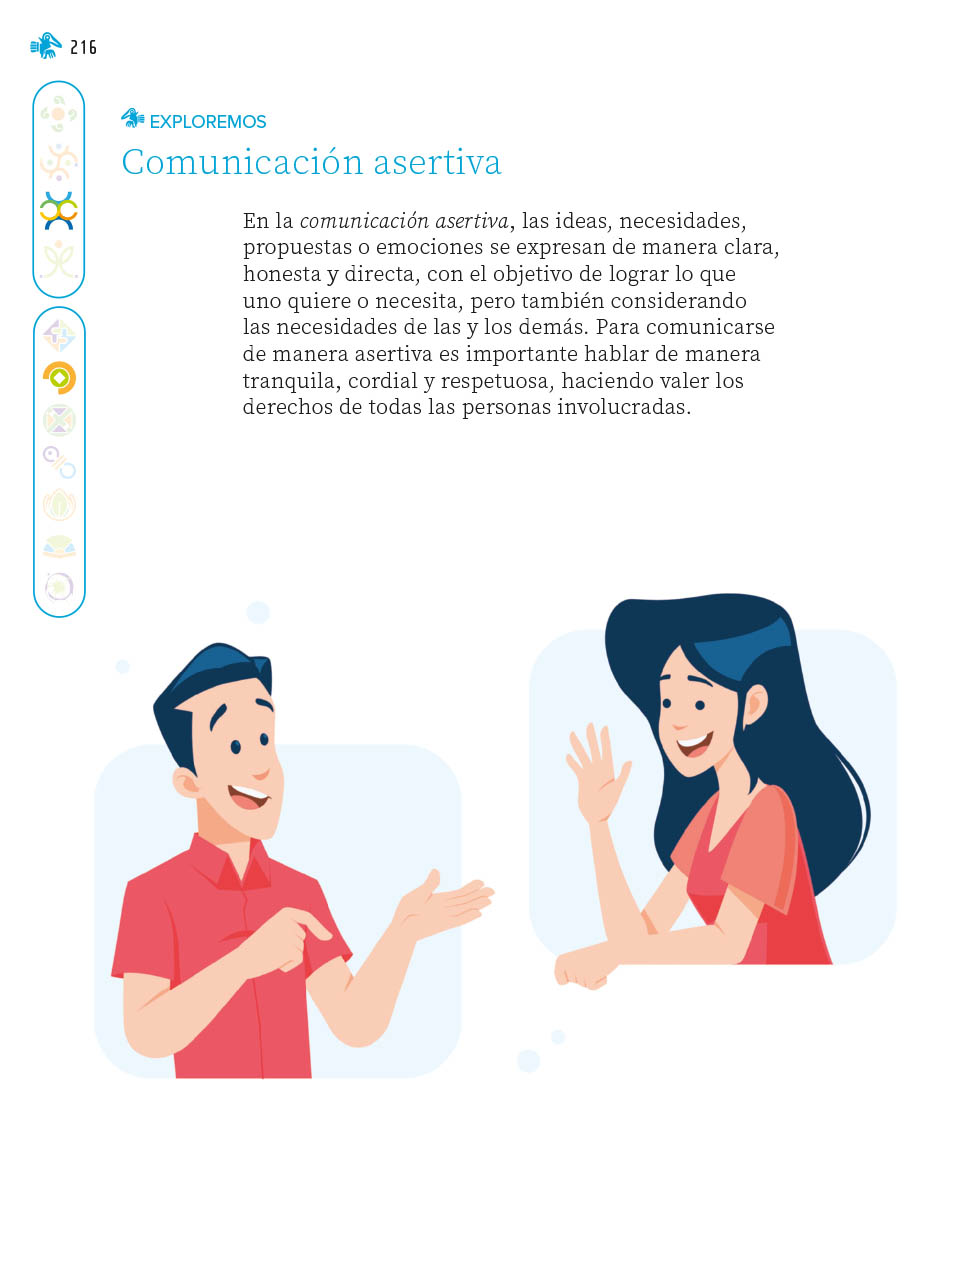 216
EXPLOREMOS
Comunicación asertiva
En la comunicación asertiva, las ideas, necesidades,
propuestas o emociones se expresan de manera clara,
honesta y directa, con el objetivo de lograr lo que
uno quiere o necesita, pero también considerando
las necesidades de las y los demás. Para comunicarse
de manera asertiva es importante hablar de manera
tranquila, cordial y respetuosa, haciendo valer los
derechos de todas las personas involucradas.